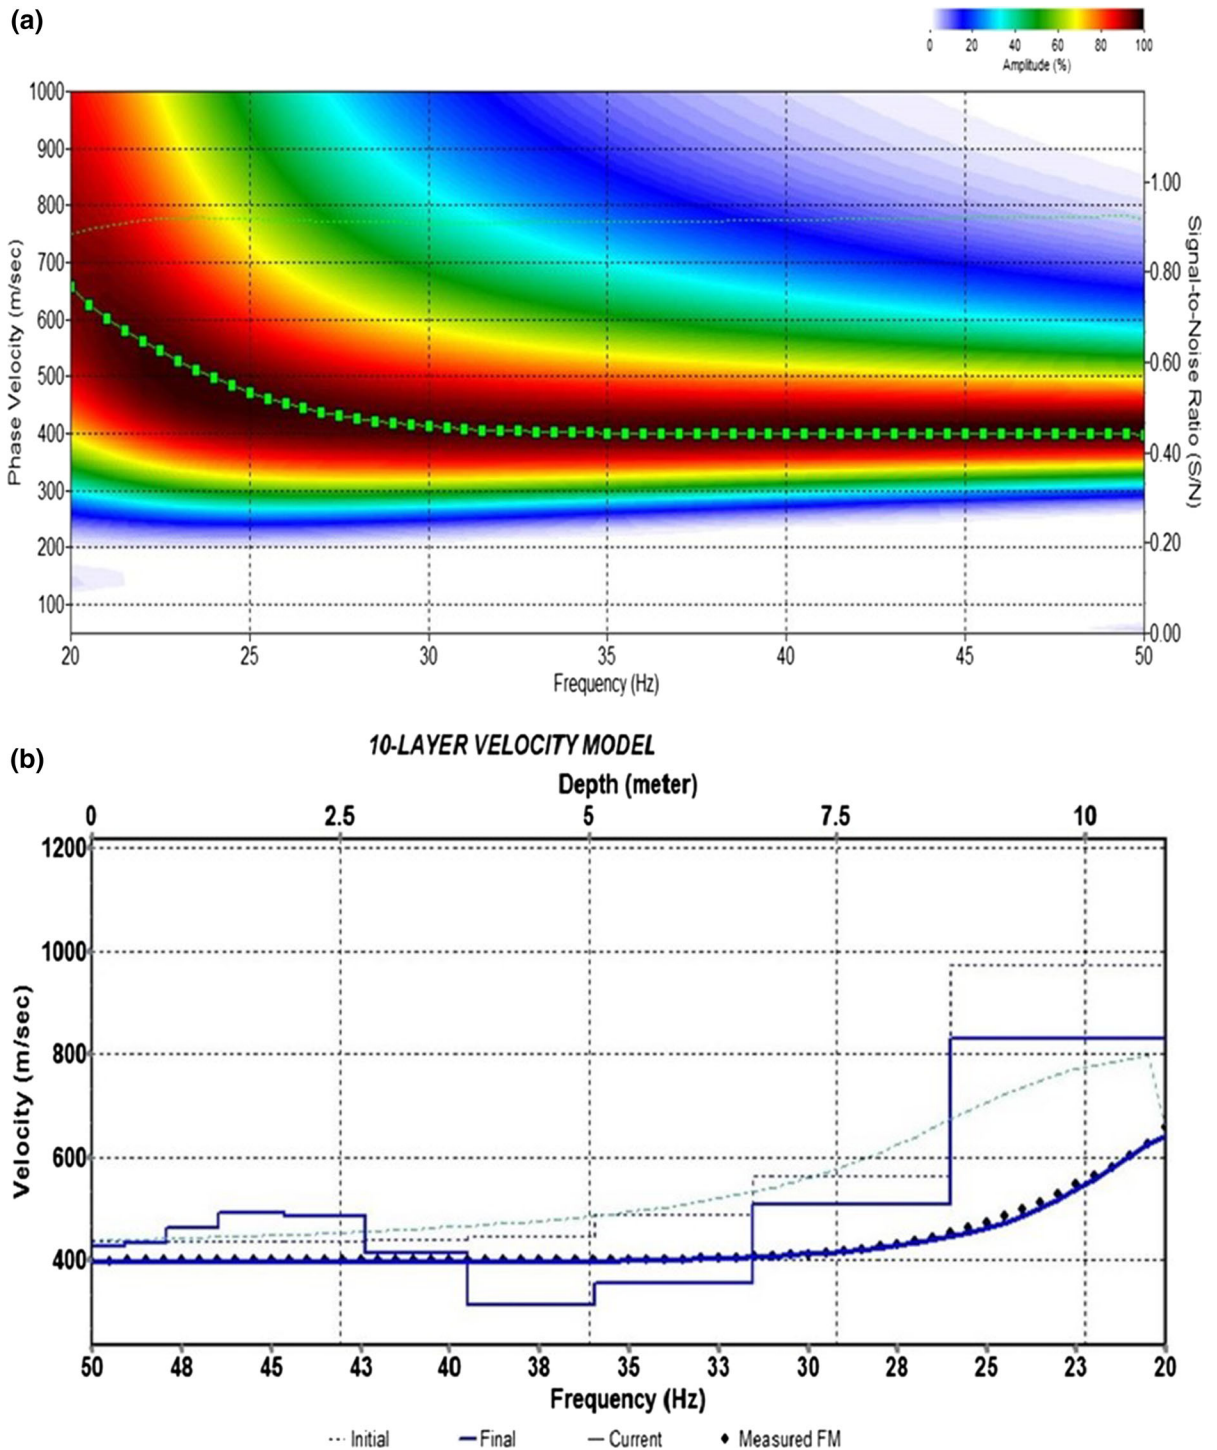 (a)
0 20 40 60 80 100
Amplitude (%)
1000
900
800
700
600
500
400
300
200
100
Phase Velocity (m/sec)
1.00
0.80
0.60
0.40
0.20
0.00
Signal-to-Noise Ratio (S/N)
20 25 30 35 40 45 50
Frequency (Hz)
(b)
10-LAYER VELOCITY MODEL
Depth (meter)
0 2.5 5 7.5 10
1200
1000
800
600
400
Velocity (m/sec)
50 48 45 43 40 38 35 33 30 28 25 23 20
Frequency (Hz)
Initial Final Current Measured FM